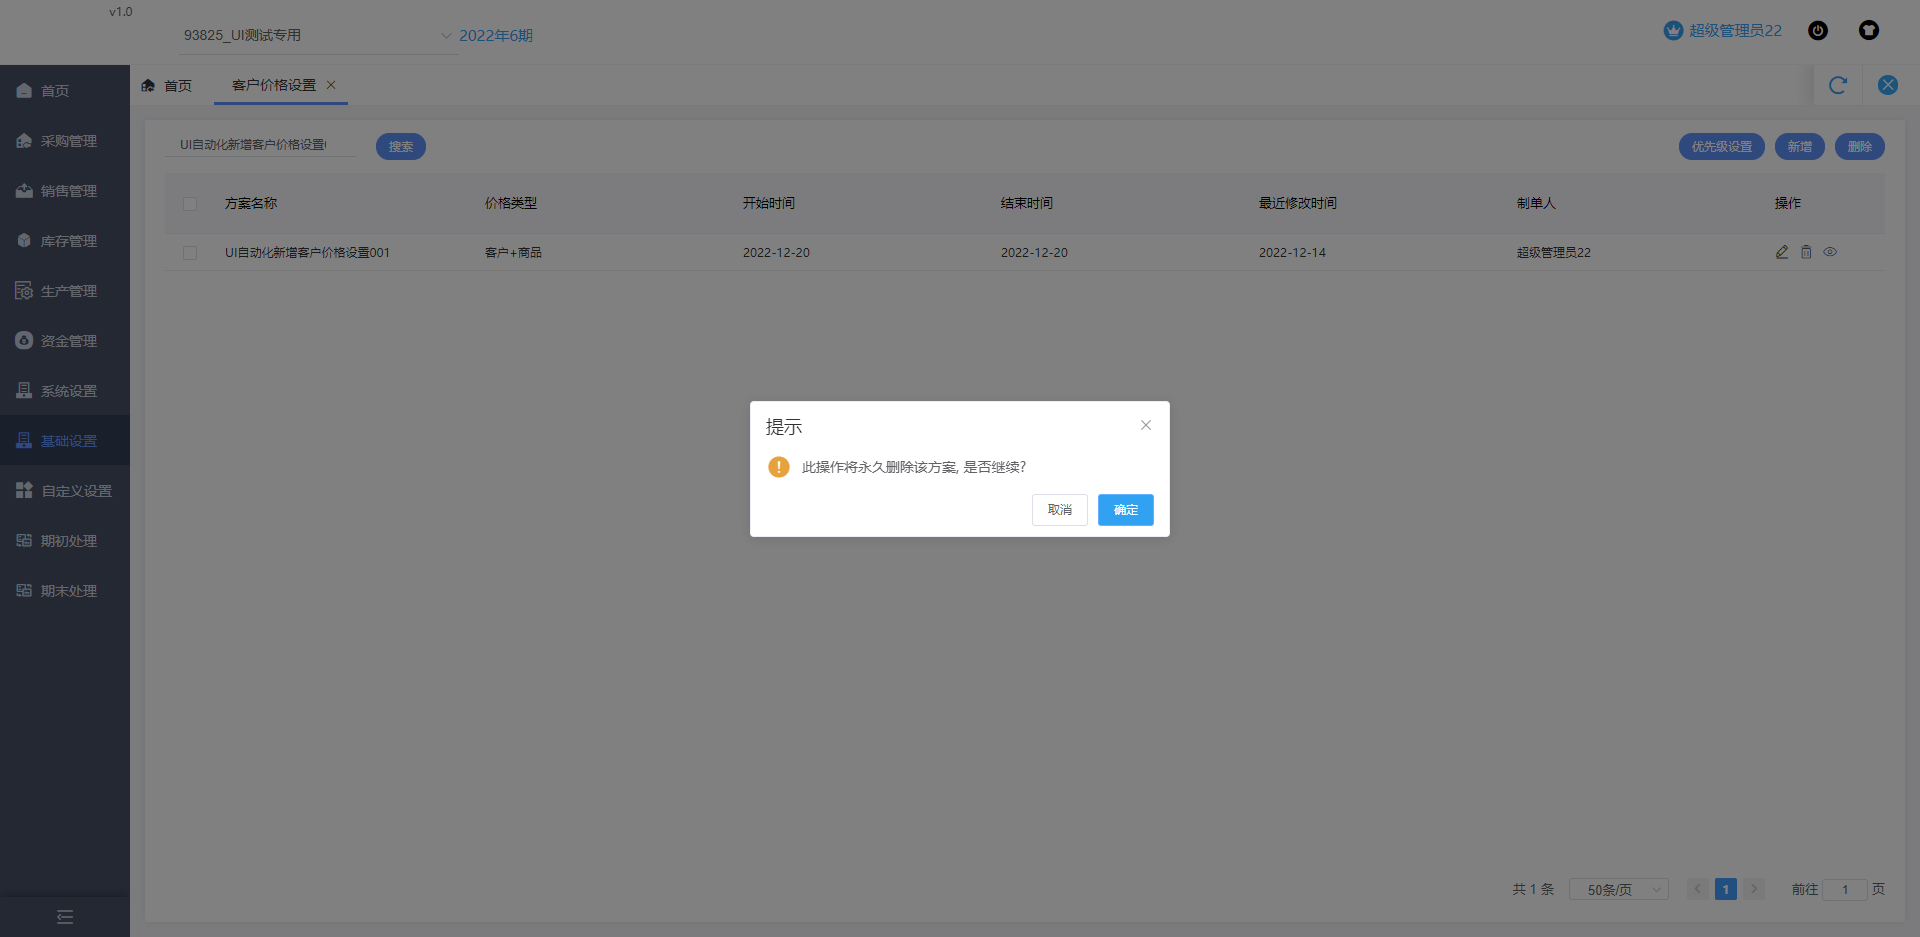 v1.0
93825_UI测试专用
2022年6期
超级管理员22
首页
采购管理
销售管理
库存管理
生产管理
资金管理
系统设置
基础设置
自定义设置
期初处理
期末处理
首页
客户价格设置
UI自动化新增客户价格设置
搜索
优先级设置
新增
删除
方案名称 价格类型 开始时间 结束时间 最近修改时间 制单人 操作
UI自动化新增客户价格设置001 客户+商品 2022-12-20 2022-12-20 2022-12-14 超级管理员22
提示
此操作将永久删除该方案, 是否继续?
取消
确定
共 1 条
50条/页
1
前往 1 页